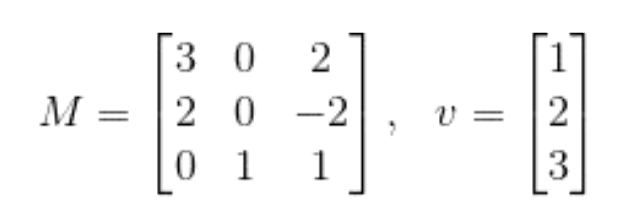 M = [3 0 2
2 0 −2
0 1 1], v = [1
2
3]